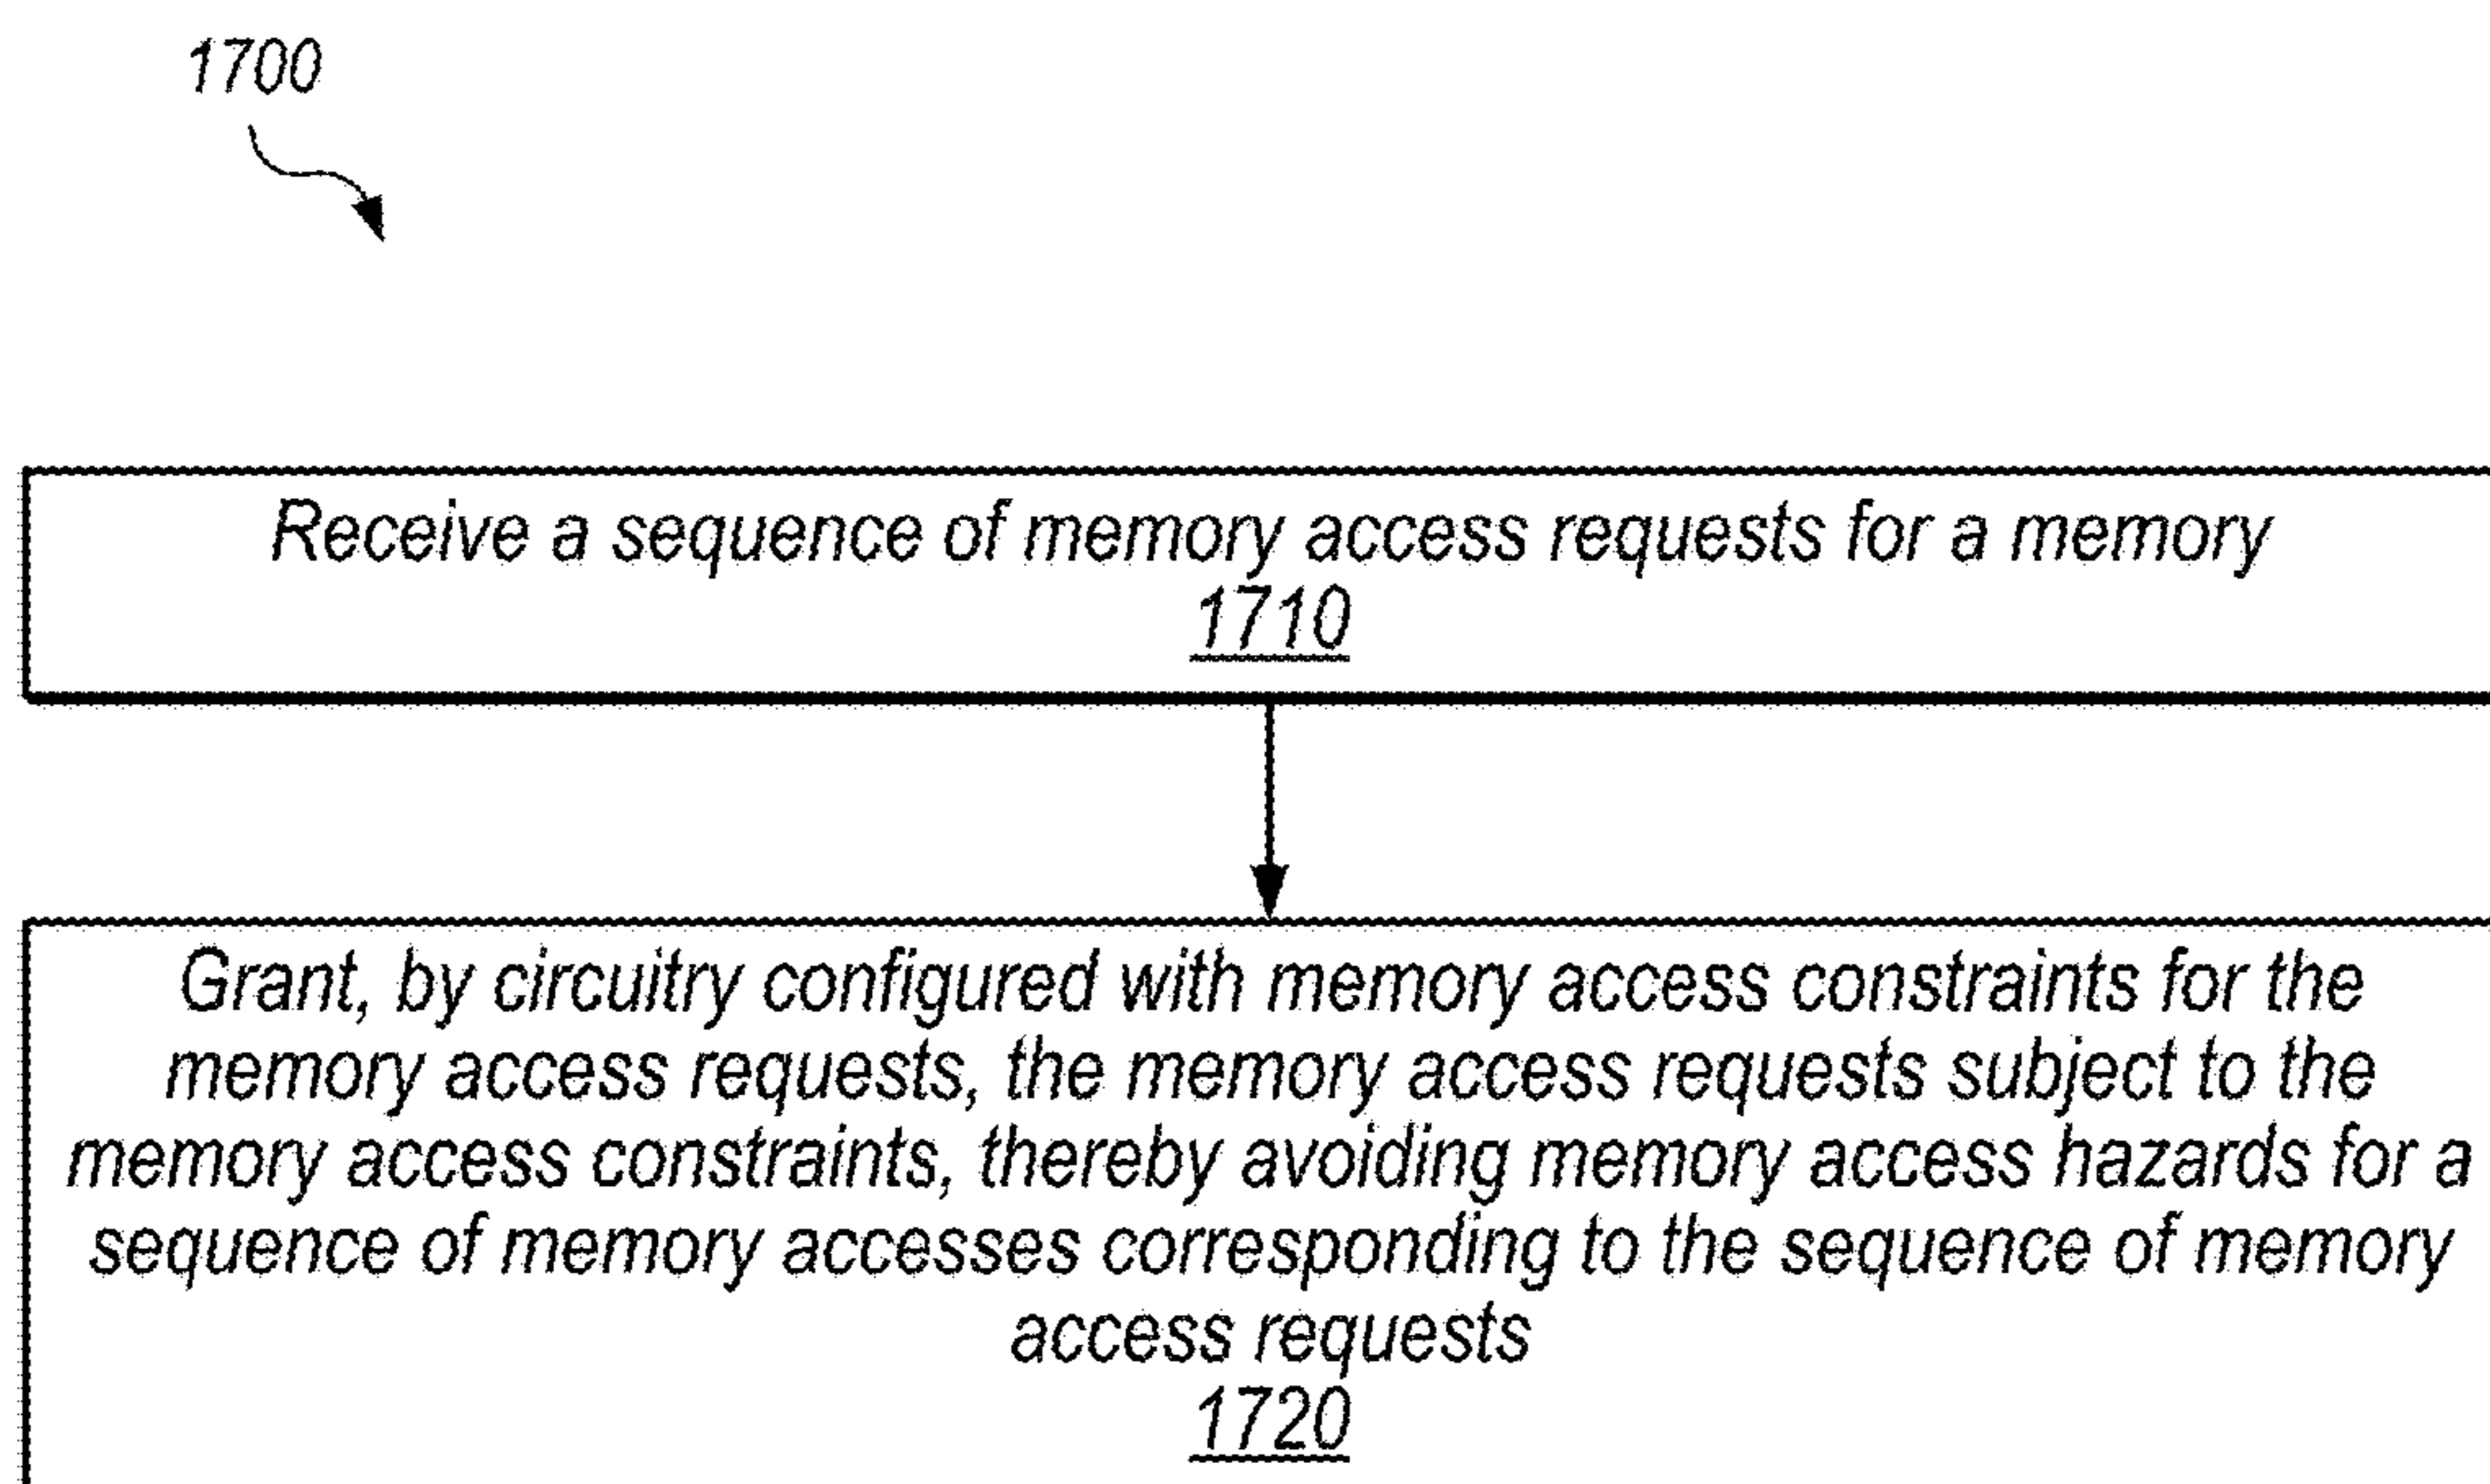 1700
Receive a sequence of memory access requests for a memory
1710
Grant, by circuitry configured with memory access constraints for the
memory access requests, the memory access requests subject to the
memory access constraints, thereby avoiding memory access hazards for a
sequence of memory accesses corresponding to the sequence of memory
access requests
1720